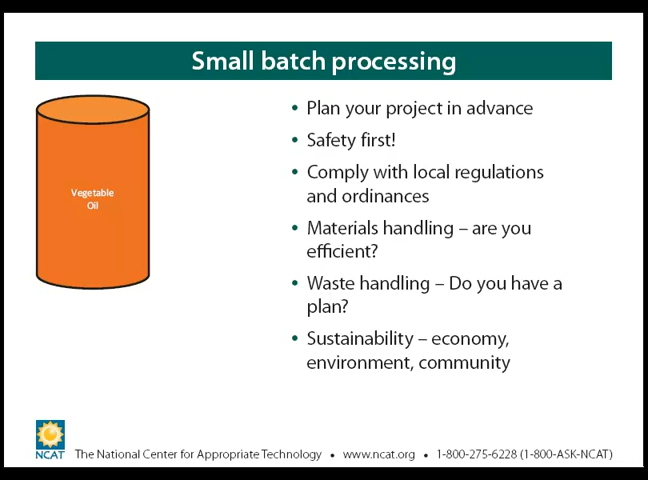 Small batch processing
Vegetable
Oil
• Plan your project in advance
• Safety first!
• Comply with local regulations
and ordinances
• Materials handling – are you
efficient?
• Waste handling – Do you have a
plan?
• Sustainability – economy,
environment, community
NCAT
The National Center for Appropriate Technology • www.ncat.org • 1-800-275-6228 (1-800-ASK-NCAT)